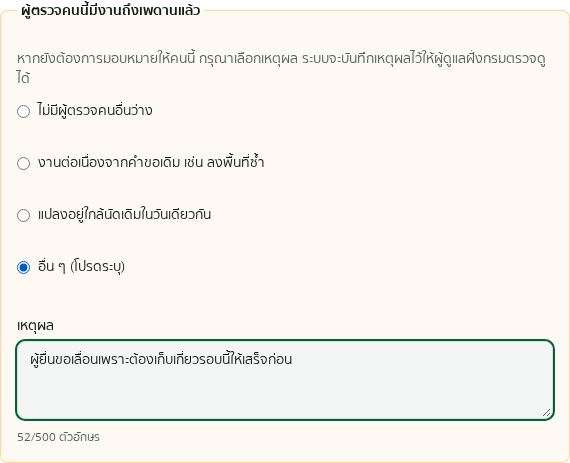 ผู้ตรวจคนนี้มีงานถึงเพดานแล้ว
หากยังต้องการมอบหมายให้คนนี้ กรุณาเลือกเหตุผล ระบบจะบันทึกเหตุผลไว้ให้ผู้ดูแลฝั่งกรมตรวจดู
ได้
ไม่มีผู้ตรวจคนอื่นว่าง
งานต่อเนื่องจากคำขอเดิม เช่น ลงพื้นที่ซ้ำ
แปลงอยู่ใกล้นัดเดิมในวันเดียวกัน
อื่น ๆ (โปรดระบุ)
เหตุผล
ผู้ยื่นขอเลื่อนเพราะต้องเก็บเกี่ยวรอบนี้ให้เสร็จก่อน
52/500 ตัวอักษร